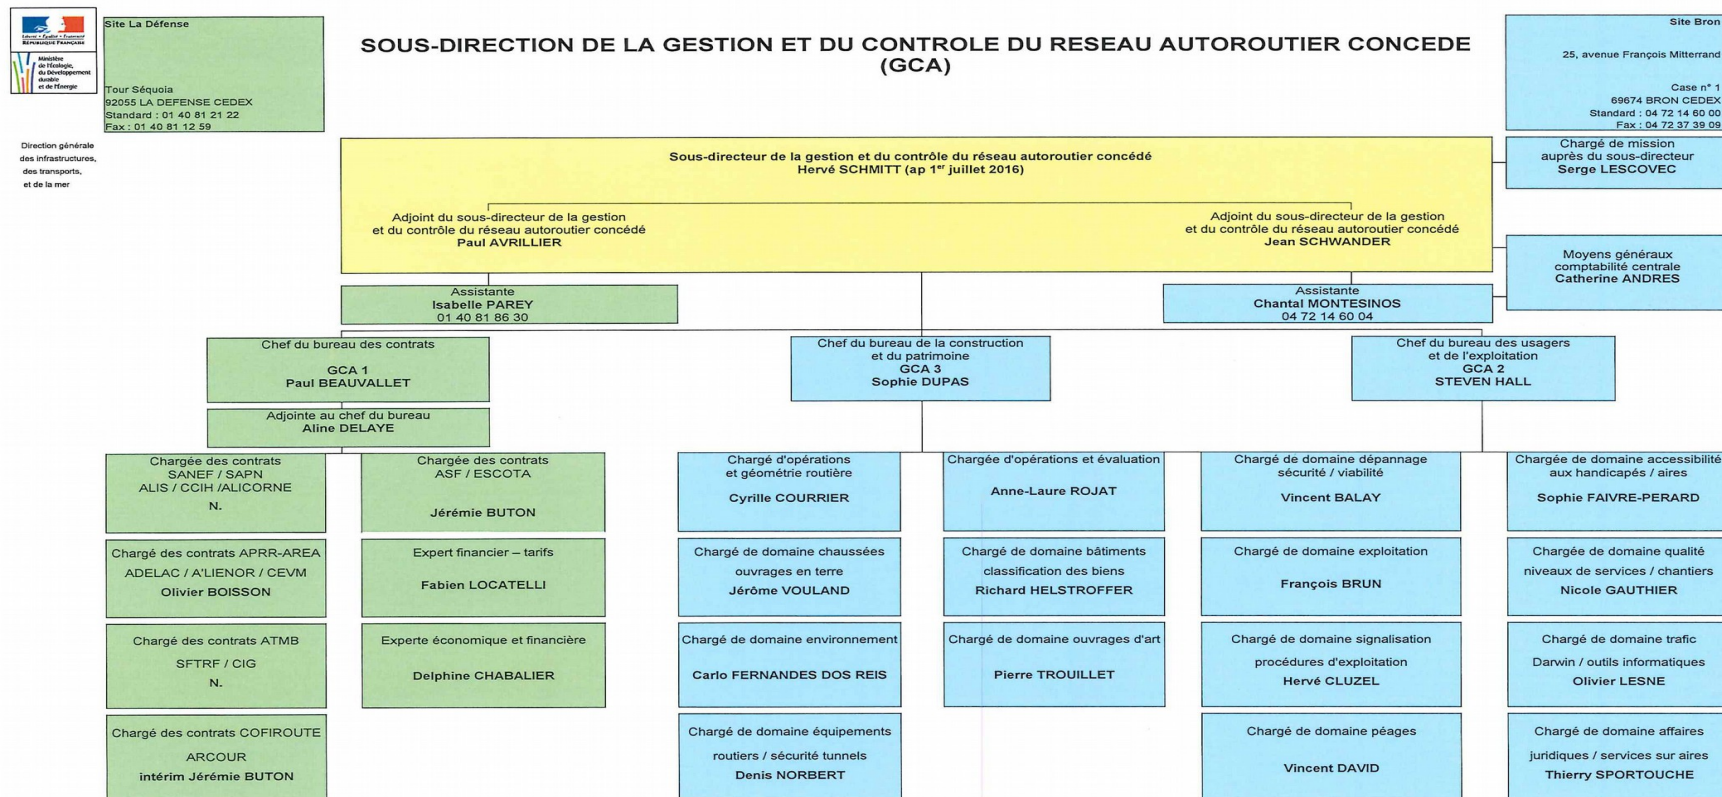 Liberté • Égalité • Fraternité
RÉPUBLIQUE FRANÇAISE
Ministère
de l'Écologie,
du Développement
durable
et de l'Énergie
Direction générale
des infrastructures,
des transports,
et de la mer
Site La Défense
Tour Séquoia
92055 LA DEFENSE CEDEX
Standard : 01 40 81 21 22
Fax : 01 40 81 12 59
SOUS-DIRECTION DE LA GESTION ET DU CONTROLE DU RESEAU AUTOROUTIER CONCEDE
(GCA)
Site Bron
25, avenue François Mitterrand
Case n° 1
69674 BRON CEDEX
Standard : 04 72 14 60 00
Fax : 04 72 37 39 09
Sous-directeur de la gestion et du contrôle du réseau autoroutier concédé
Hervé SCHMITT (ap 1er juillet 2016)
Adjoint du sous-directeur de la gestion
et du contrôle du réseau autoroutier concédé
Paul AVRILLIER
Adjoint du sous-directeur de la gestion
et du contrôle du réseau autoroutier concédé
Jean SCHWANDER
Chargé de mission
auprès du sous-directeur
Serge LESCOVEC
Moyens généraux
comptabilité centrale
Catherine ANDRES
Assistante
Isabelle PAREY
01 40 81 86 30
Assistante
Chantal MONTESINOS
04 72 14 60 04
Chef du bureau des contrats
GCA 1
Paul BEAUVALLET
Adjointe au chef du bureau
Aline DELAYE
Chef du bureau de la construction
et du patrimoine
GCA 3
Sophie DUPAS
Chef du bureau des usagers
et de l'exploitation
GCA 2
STEVEN HALL
Chargée des contrats
SANEF / SAPN
ALIS / CCIH /ALICORNE
N.
Chargée des contrats
ASF / ESCOTA
Jérémie BUTON
Chargé d'opérations
et géométrie routière
Cyrille COURRIER
Chargée d'opérations et évaluation
Anne-Laure ROJAT
Chargé de domaine dépannage
sécurité / viabilité
Vincent BALAY
Chargée de domaine accessibilité
aux handicapés / aires
Sophie FAIVRE-PERARD
Chargé des contrats APRR-AREA
ADELAC / A'LIENOR / CEVM
Olivier BOISSON
Expert financier – tarifs
Fabien LOCATELLI
Chargé de domaine chaussées
ouvrages en terre
Jérôme VOULAND
Chargé de domaine bâtiments
classification des biens
Richard HELSTROFFER
Chargé de domaine exploitation
François BRUN
Chargée de domaine qualité
niveaux de services / chantiers
Nicole GAUTHIER
Chargé des contrats ATMB
SFTRF / CIG
N.
Experte économique et financière
Delphine CHABALIER
Chargé de domaine environnement
Carlo FERNANDES DOS REIS
Chargé de domaine ouvrages d'art
Pierre TROUILLET
Chargé de domaine signalisation
procédures d'exploitation
Hervé CLUZEL
Chargé de domaine trafic
Darwin / outils informatiques
Olivier LESNE
Chargé des contrats COFIROUTE
ARCOUR
intérim Jérémie BUTON
Chargé de domaine équipements
routiers / sécurité tunnels
Denis NORBERT
Chargé de domaine péages
Vincent DAVID
Chargé de domaine affaires
juridiques / services sur aires
Thierry SPORTOUCHE